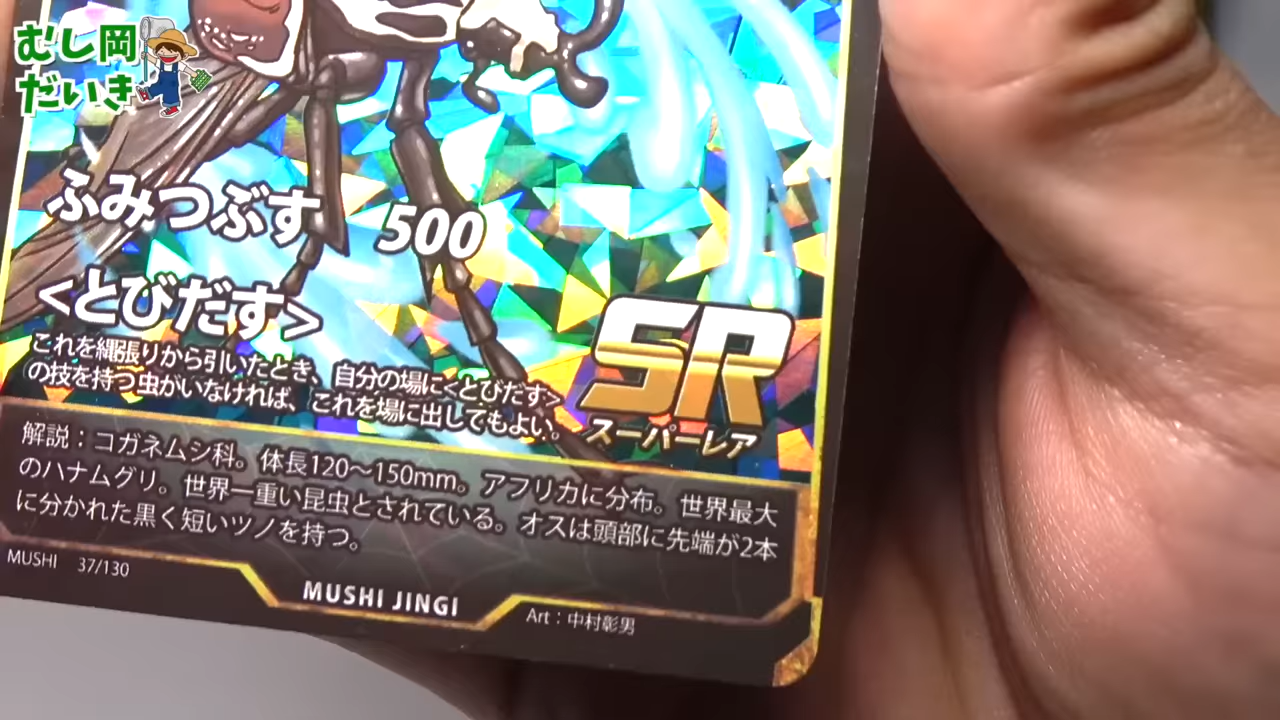 むし岡
だいき
ふみつぶす 500
<とびだす>
これを縄張りから引いたとき、自分の場に<とびだす>
の技を持つ虫がいなければ、これを場に出してもよい。
SR
スーパーレア
解説：コガネムシ科。体長120〜150mm。アフリカに分布。世界最大
のハナムグリ。世界一重い昆虫とされている。オスは頭部に先端が2本
に分かれた黒く短いツノを持つ。
MUSHI 37/130
MUSHI JINGI
Art：中村彰男